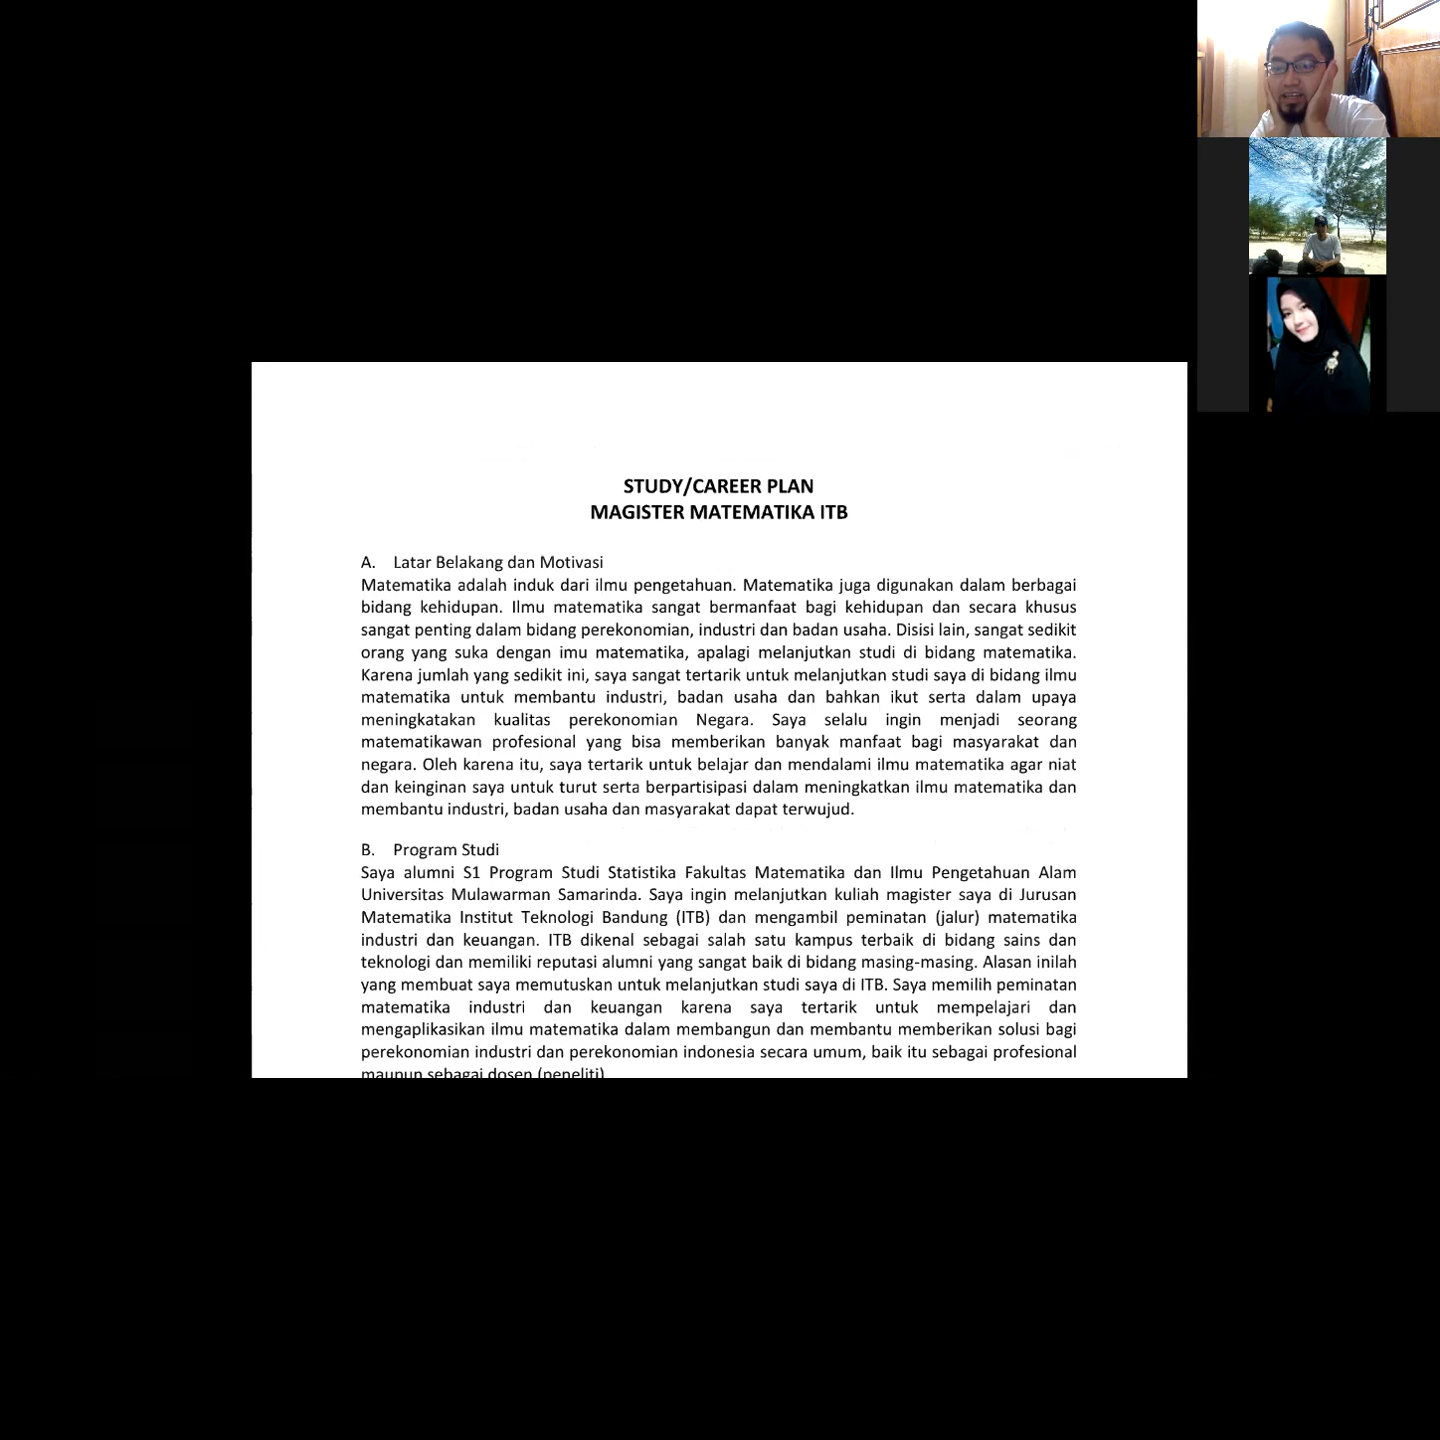 STUDY/CAREER PLAN
MAGISTER MATEMATIKA ITB
A. Latar Belakang dan Motivasi
Matematika adalah induk dari ilmu pengetahuan. Matematika juga digunakan dalam berbagai
bidang kehidupan. Ilmu matematika sangat bermanfaat bagi kehidupan dan secara khusus
sangat penting dalam bidang perekonomian, industri dan badan usaha. Disisi lain, sangat sedikit
orang yang suka dengan imu matematika, apalagi melanjutkan studi di bidang matematika.
Karena jumlah yang sedikit ini, saya sangat tertarik untuk melanjutkan studi saya di bidang ilmu
matematika untuk membantu industri, badan usaha dan bahkan ikut serta dalam upaya
meningkatakan kualitas perekonomian Negara. Saya selalu ingin menjadi seorang
matematikawan profesional yang bisa memberikan banyak manfaat bagi masyarakat dan
negara. Oleh karena itu, saya tertarik untuk belajar dan mendalami ilmu matematika agar niat
dan keinginan saya untuk turut serta berpartisipasi dalam meningkatkan ilmu matematika dan
membantu industri, badan usaha dan masyarakat dapat terwujud.
B. Program Studi
Saya alumni S1 Program Studi Statistika Fakultas Matematika dan Ilmu Pengetahuan Alam
Universitas Mulawarman Samarinda. Saya ingin melanjutkan kuliah magister saya di Jurusan
Matematika Institut Teknologi Bandung (ITB) dan mengambil peminatan (jalur) matematika
industri dan keuangan. ITB dikenal sebagai salah satu kampus terbaik di bidang sains dan
teknologi dan memiliki reputasi alumni yang sangat baik di bidang masing-masing. Alasan inilah
yang membuat saya memutuskan untuk melanjutkan studi saya di ITB. Saya memilih peminatan
matematika industri dan keuangan karena saya tertarik untuk mempelajari dan
mengaplikasikan ilmu matematika dalam membangun dan membantu memberikan solusi bagi
perekonomian industri dan perekonomian indonesia secara umum, baik itu sebagai profesional
maupun sebagai dosen (peneliti)